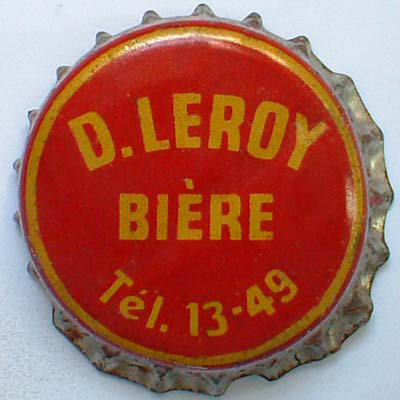 D. LEROY
BIÈRE
Tél. 13-49